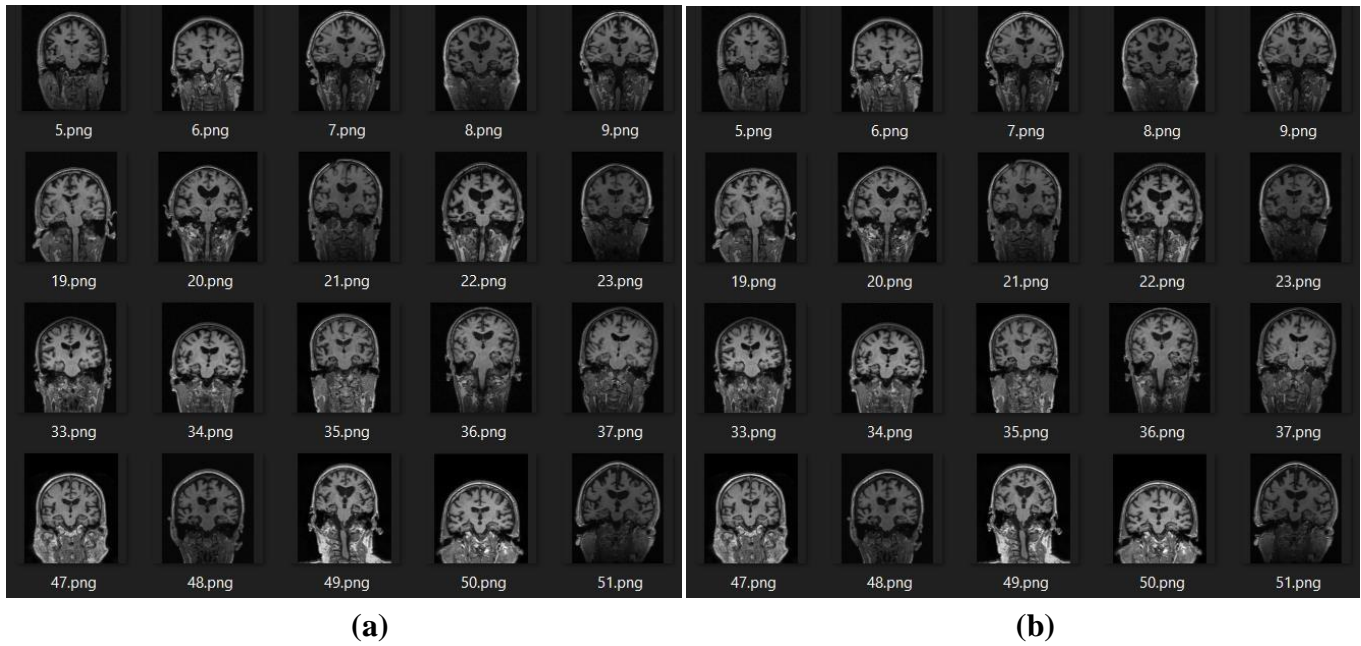 5.png 6.png 7.png 8.png 9.png
19.png 20.png 21.png 22.png 23.png
33.png 34.png 35.png 36.png 37.png
47.png 48.png 49.png 50.png 51.png
(a)
5.png 6.png 7.png 8.png 9.png
19.png 20.png 21.png 22.png 23.png
33.png 34.png 35.png 36.png 37.png
47.png 48.png 49.png 50.png 51.png
(b)